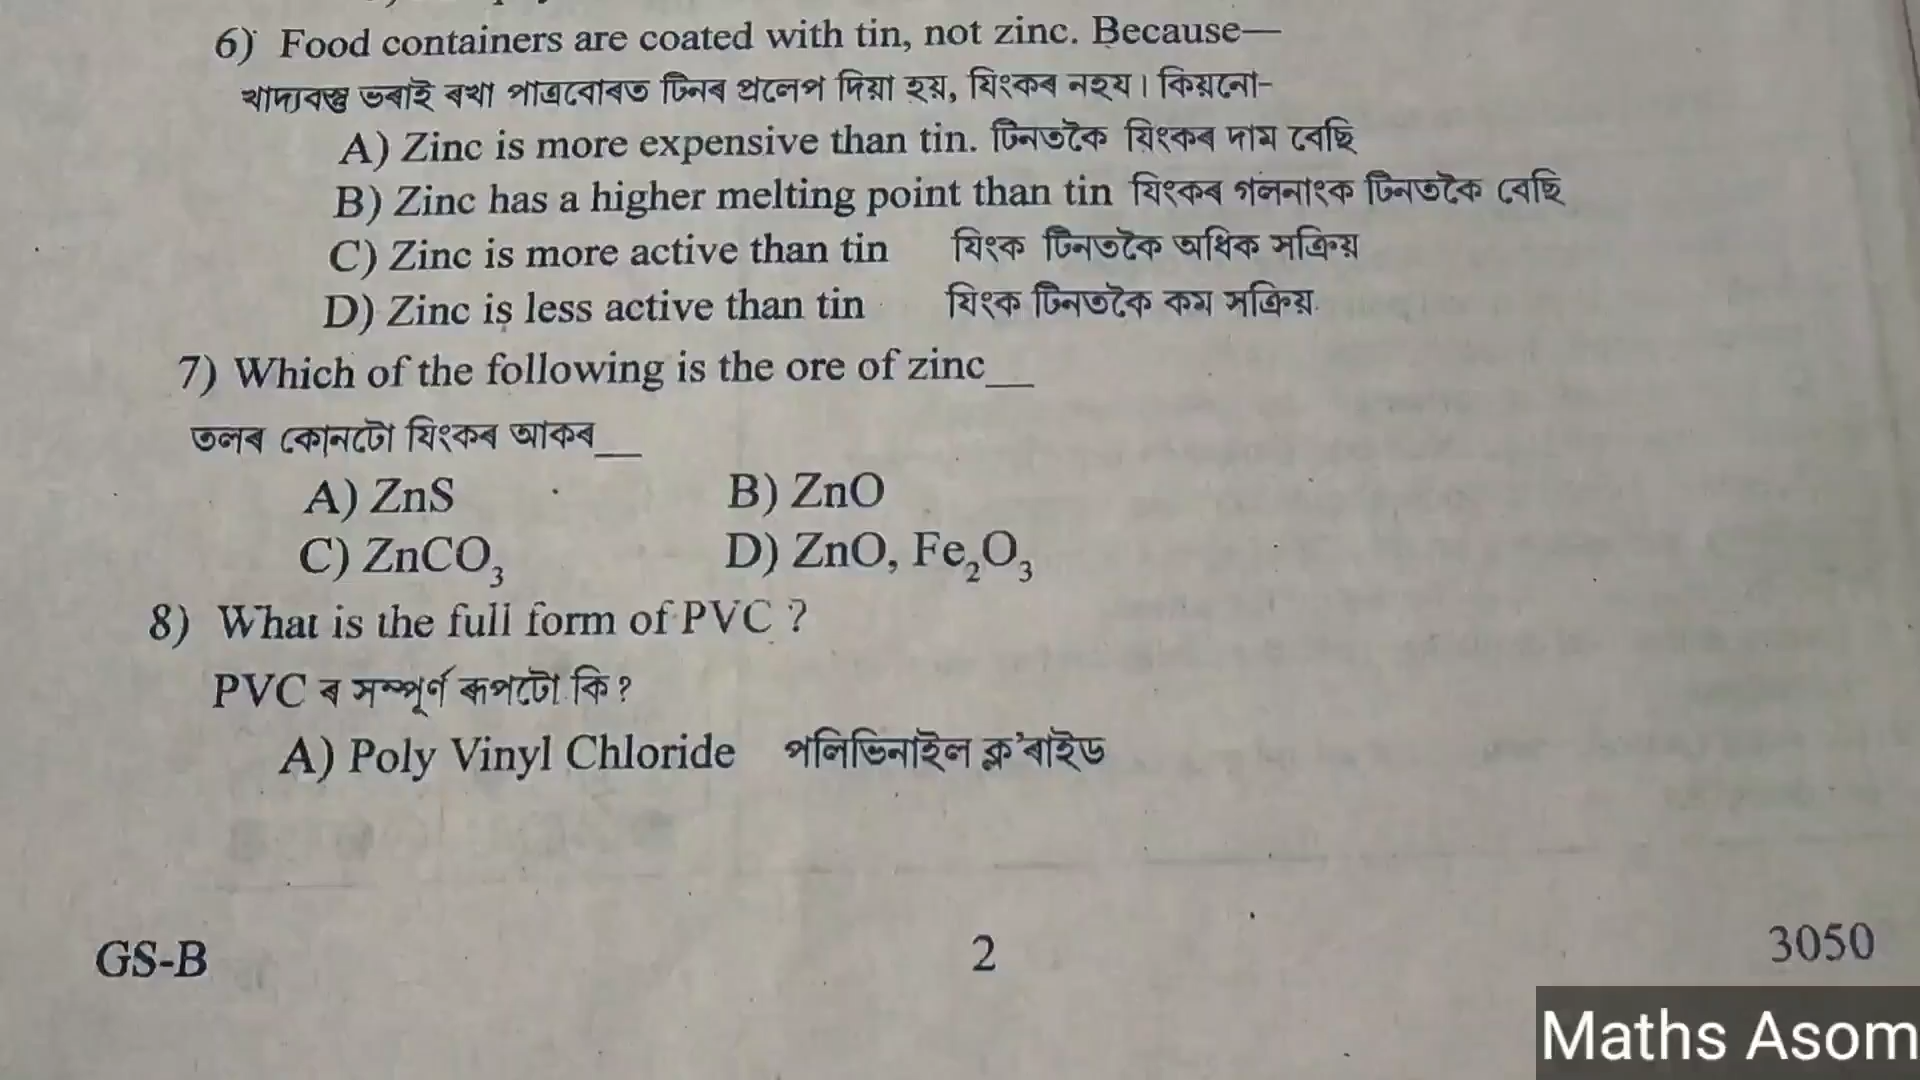 6) Food containers are coated with tin, not zinc. Because—
খাদ্যবস্তু ভৰাই ৰখা পাত্ৰবোৰত টিনৰ প্ৰলেপ দিয়া হয়, যিংকৰ নহয়। কিয়নো-
A) Zinc is more expensive than tin. টিনতকৈ যিংকৰ দাম বেছি
B) Zinc has a higher melting point than tin যিংকৰ গলনাংক টিনতকৈ বেছি
C) Zinc is more active than tin যিংক টিনতকৈ অধিক সক্ৰিয়
D) Zinc is less active than tin যিংক টিনতকৈ কম সক্ৰিয়
7) Which of the following is the ore of zinc__
তলৰ কোনটো যিংকৰ আকৰ__
A) ZnS B) ZnO
C) ZnCO₃ D) ZnO, Fe₂O₃
8) What is the full form of PVC ?
PVC ৰ সম্পূৰ্ণ ৰূপটো কি?
A) Poly Vinyl Chloride পলিভিনাইল ক্ল'ৰাইড
GS-B 2 3050
Maths Asom